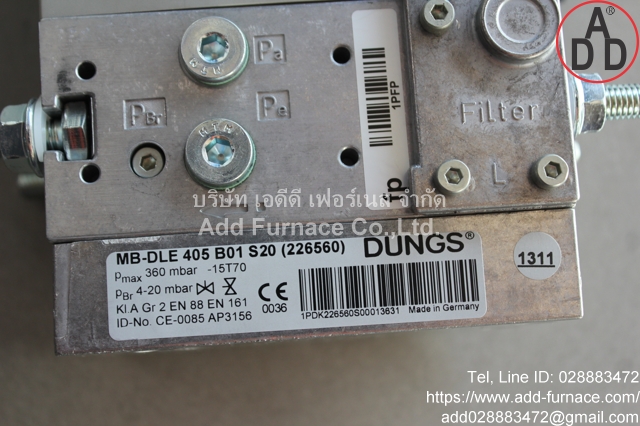 ADD
Pa
PBr
Pe
1PFP
1p
Filter
L
บริษัท เอดีดี เฟอร์เนส จำกัด
Add Furnace Co.,Ltd
MB-DLE 405 B01 S20 (226560) DUNGS®
Pmax 360 mbar -15T70
PBr 4-20 mbar
Kl.A Gr 2 EN 88 EN 161
ID-No. CE-0085 AP3156
0036
1PDK226560S00013631 Made in Germany
1311
Tel, Line ID: 028883472
https://www.add-furnace.com/
add028883472@gmail.com